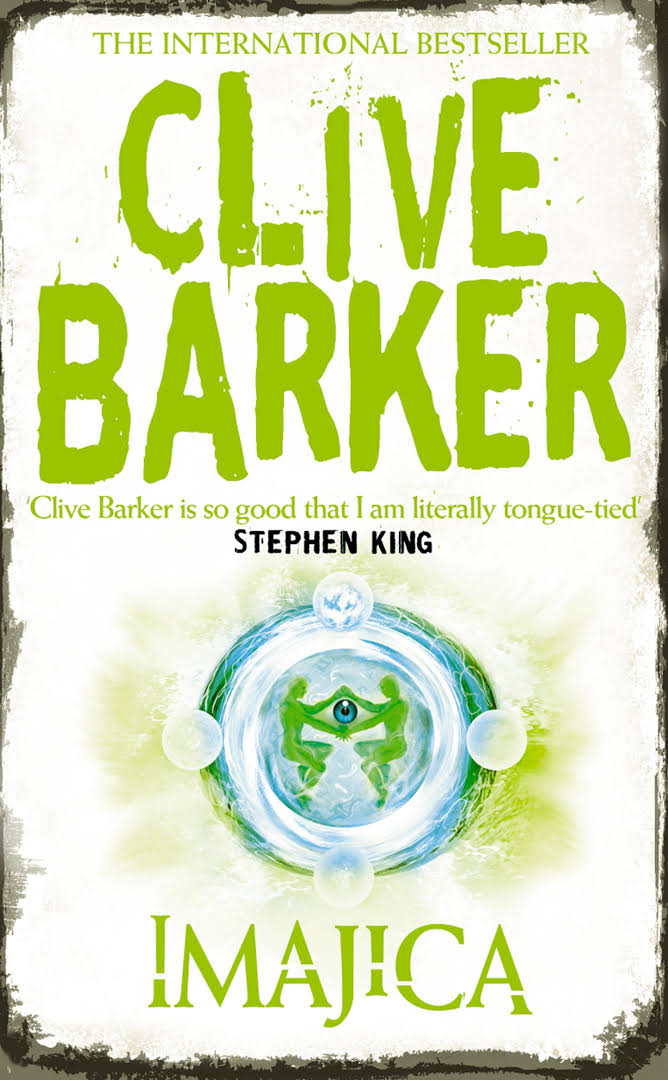 THE INTERNATIONAL BESTSELLER
CLIVE
BARKER
'Clive Barker is so good that I am literally tongue-tied'
STEPHEN KING
IMAJICA